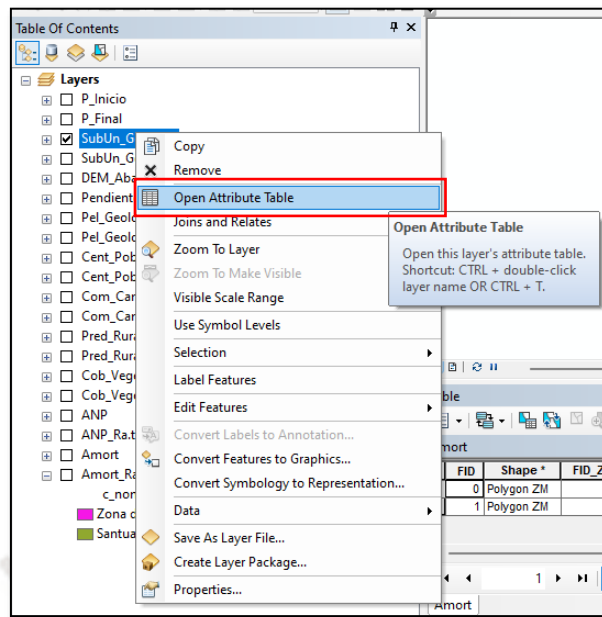 Table Of Contents
Layers
P_Inicio
P_Final
SubUn_G
SubUn_G
DEM_Aba
Pendient
Pel_Geolo
Pel_Geolo
Cent_Pob
Cent_Pob
Com_Car
Com_Car
Pred_Rura
Pred_Rura
Cob_Vege
Cob_Vege
ANP
ANP_Ra.t
Amort
Amort_Ra
c_non
Zona d
Santua
Copy
Remove
Open Attribute Table
Joins and Relates
Zoom To Layer
Zoom To Make Visible
Visible Scale Range
Use Symbol Levels
Selection
Label Features
Edit Features
Convert Labels to Annotation...
Convert Features to Graphics...
Convert Symbology to Representation...
Data
Save As Layer File...
Create Layer Package...
Properties...
Open Attribute Table
Open this layer's attribute table.
Shortcut: CTRL + double-click
layer name OR CTRL + T.
ble
mort
FID Shape * FID_Z
0 Polygon ZM
1 Polygon ZM
1
Amort